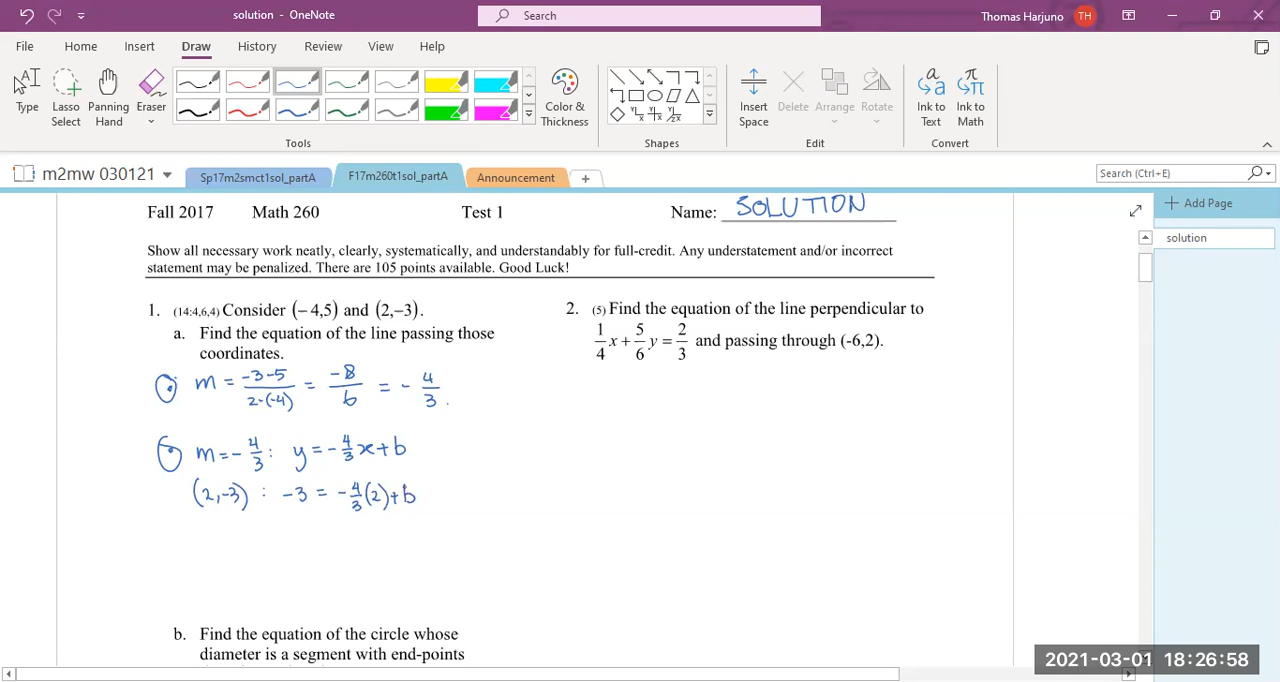 solution - OneNote
Search
Thomas Harjuno TH
File Home Insert Draw History Review View Help
Type
Lasso Select
Panning Hand
Eraser
Color & Thickness
Insert Space
Delete
Arrange
Rotate
Ink to Text
Ink to Math
Tools
Shapes
Edit
Convert
m2mw 030121
Sp17m2smct1sol_partA
F17m260t1sol_partA
Announcement
Search (Ctrl+E)
Add Page
solution
Fall 2017 Math 260 Test 1 Name: SOLUTION
Show all necessary work neatly, clearly, systematically, and understandably for full-credit. Any understatement and/or incorrect
statement may be penalized. There are 105 points available. Good Luck!
1. (14:4,6,4) Consider (−4,5) and (2,−3).
a. Find the equation of the line passing those
coordinates.
m = -3-5/2-(-4) = -8/6 = -4/3.
m = -4/3: y = -4/3x + b
(2,-3) : -3 = -4/3(2)+b
b. Find the equation of the circle whose
diameter is a segment with end-points
2. (5) Find the equation of the line perpendicular to
1/4x + 5/6y = 2/3 and passing through (-6,2).
2021-03-01 18:26:58